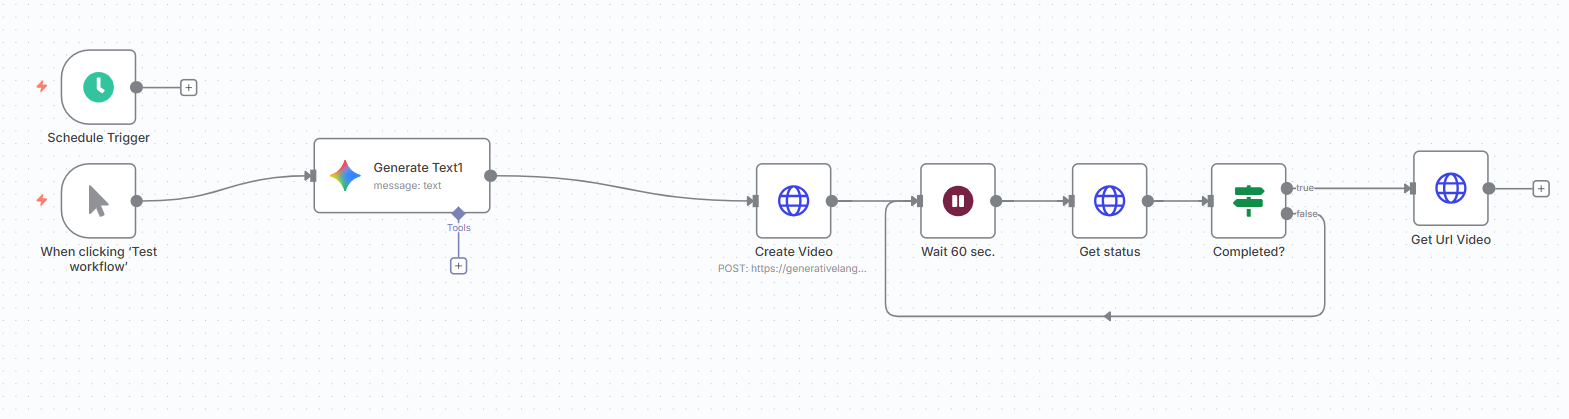 Schedule Trigger
When clicking ‘Test
workflow’
Generate Text1
message: text
Tools
Create Video
POST: https://generativelang...
Wait 60 sec.
Get status
Completed?
true
false
Get Url Video